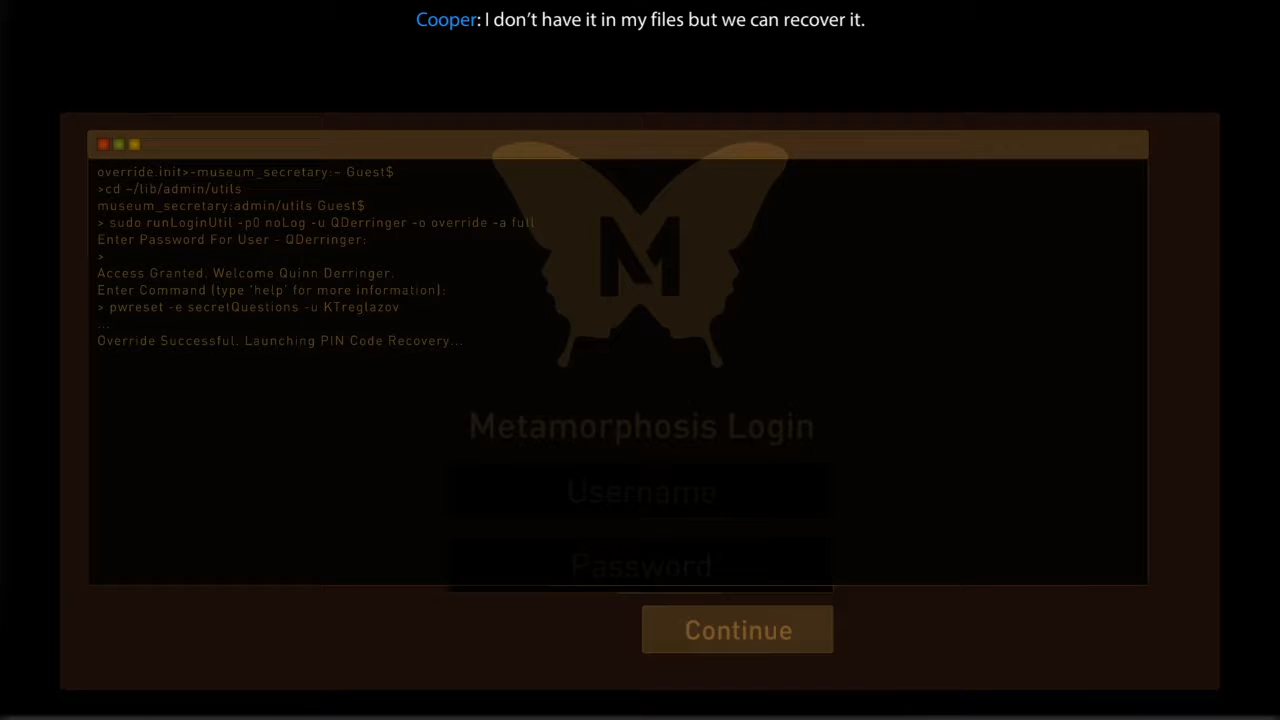 Cooper: I don't have it in my files but we can recover it.
override.init>-museum_secretary:~ Guest$
>cd ~/lib/admin/utils
museum_secretary:admin/utils Guest$
> sudo runLoginUtil -p0 noLog -u QDerringer -o override -a full
Enter Password For User - QDerringer:
>
Access Granted. Welcome Quinn Derringer.
Enter Command (type 'help' for more information):
> pwreset -e secretQuestions -u KTreglazov
...
Override Successful. Launching PIN Code Recovery...
M
Metamorphosis Login
Username
Password
Continue